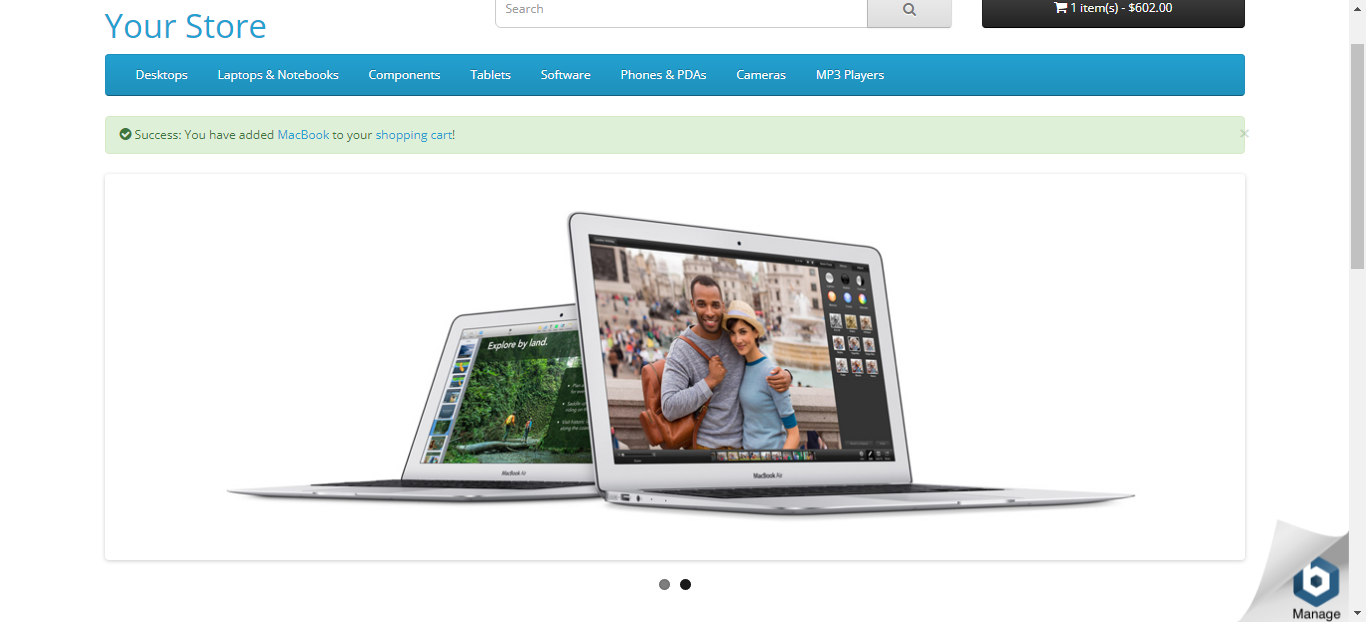 Your Store
Search
1 item(s) - $602.00
Desktops
Laptops & Notebooks
Components
Tablets
Software
Phones & PDAs
Cameras
MP3 Players
Success: You have added MacBook to your shopping cart!
×
Explore by land.
MacBook Air
MacBook Air
Manage